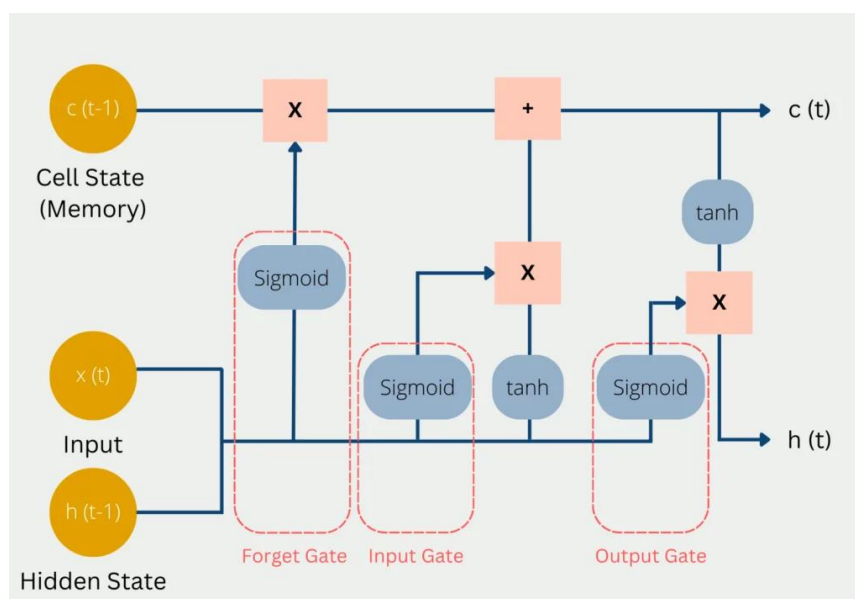 c (t-1)
X
+
c (t)
Cell State
(Memory)
tanh
Sigmoid
X
X
x (t)
Sigmoid
tanh
Sigmoid
Input
h (t)
h (t-1)
Forget Gate
Input Gate
Output Gate
Hidden State